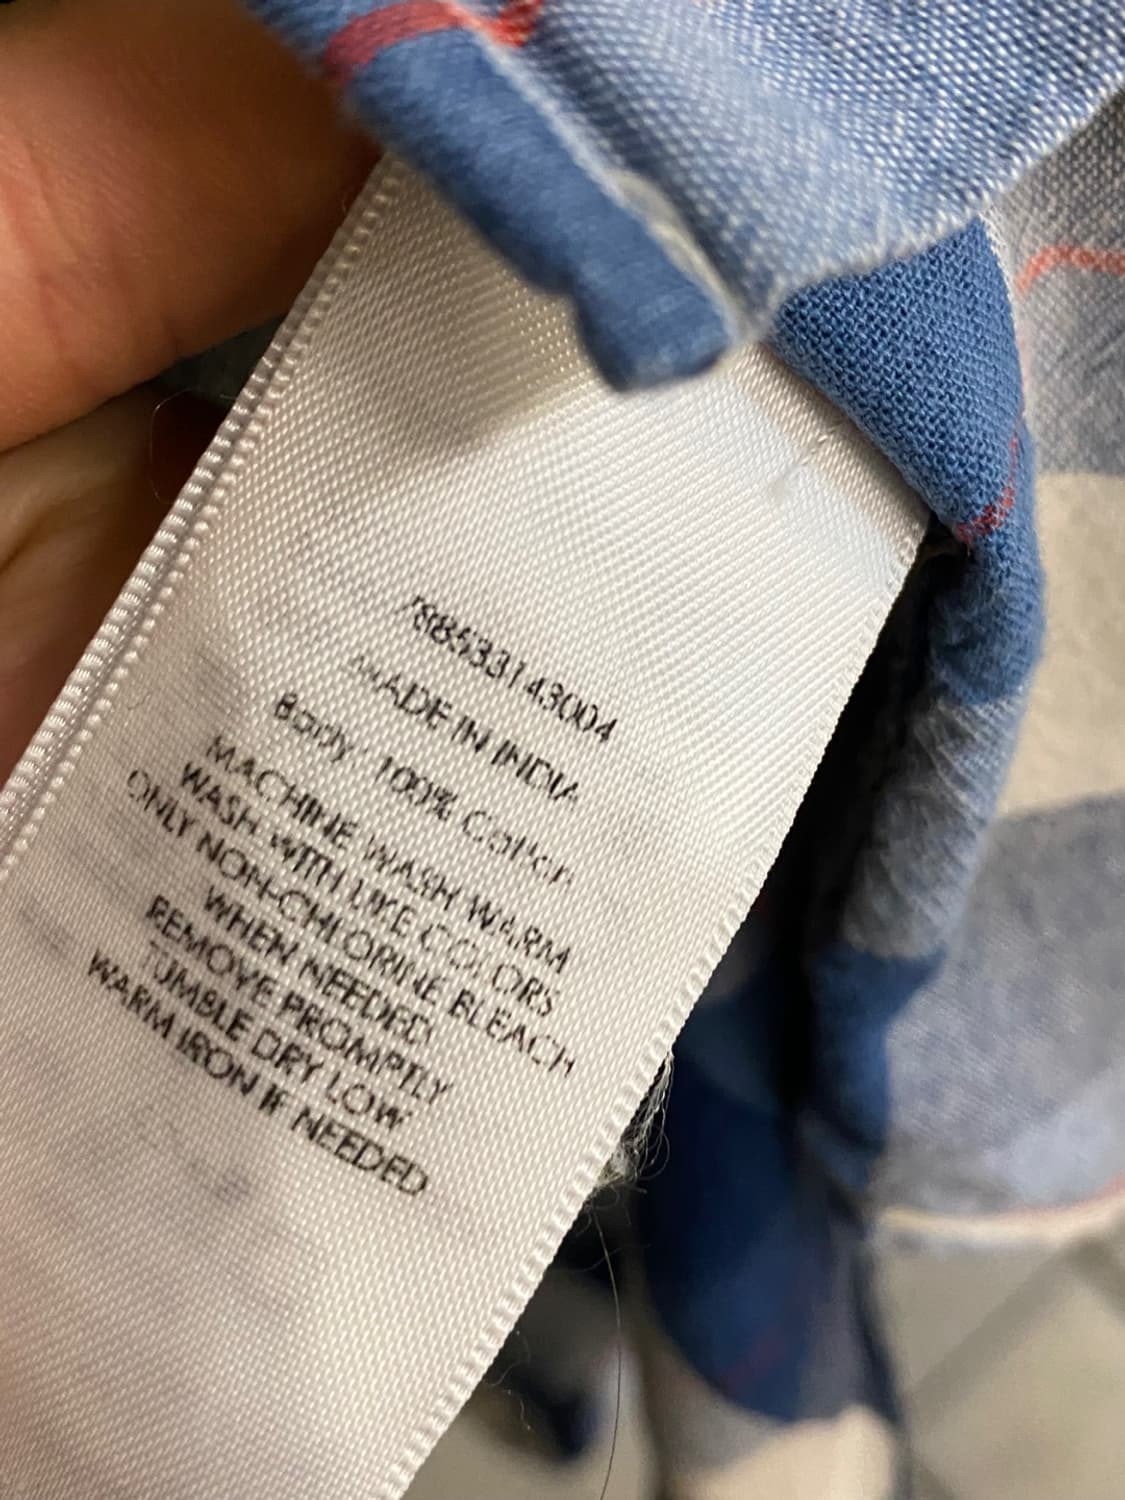 788533143004
MADE IN INDIA
Body: 100% Cotton
MACHINE WASH WARM
WASH WITH LIKE COLORS
ONLY NON-CHLORINE BLEACH
WHEN NEEDED
REMOVE PROMPTLY
TUMBLE DRY LOW
WARM IRON IF NEEDED